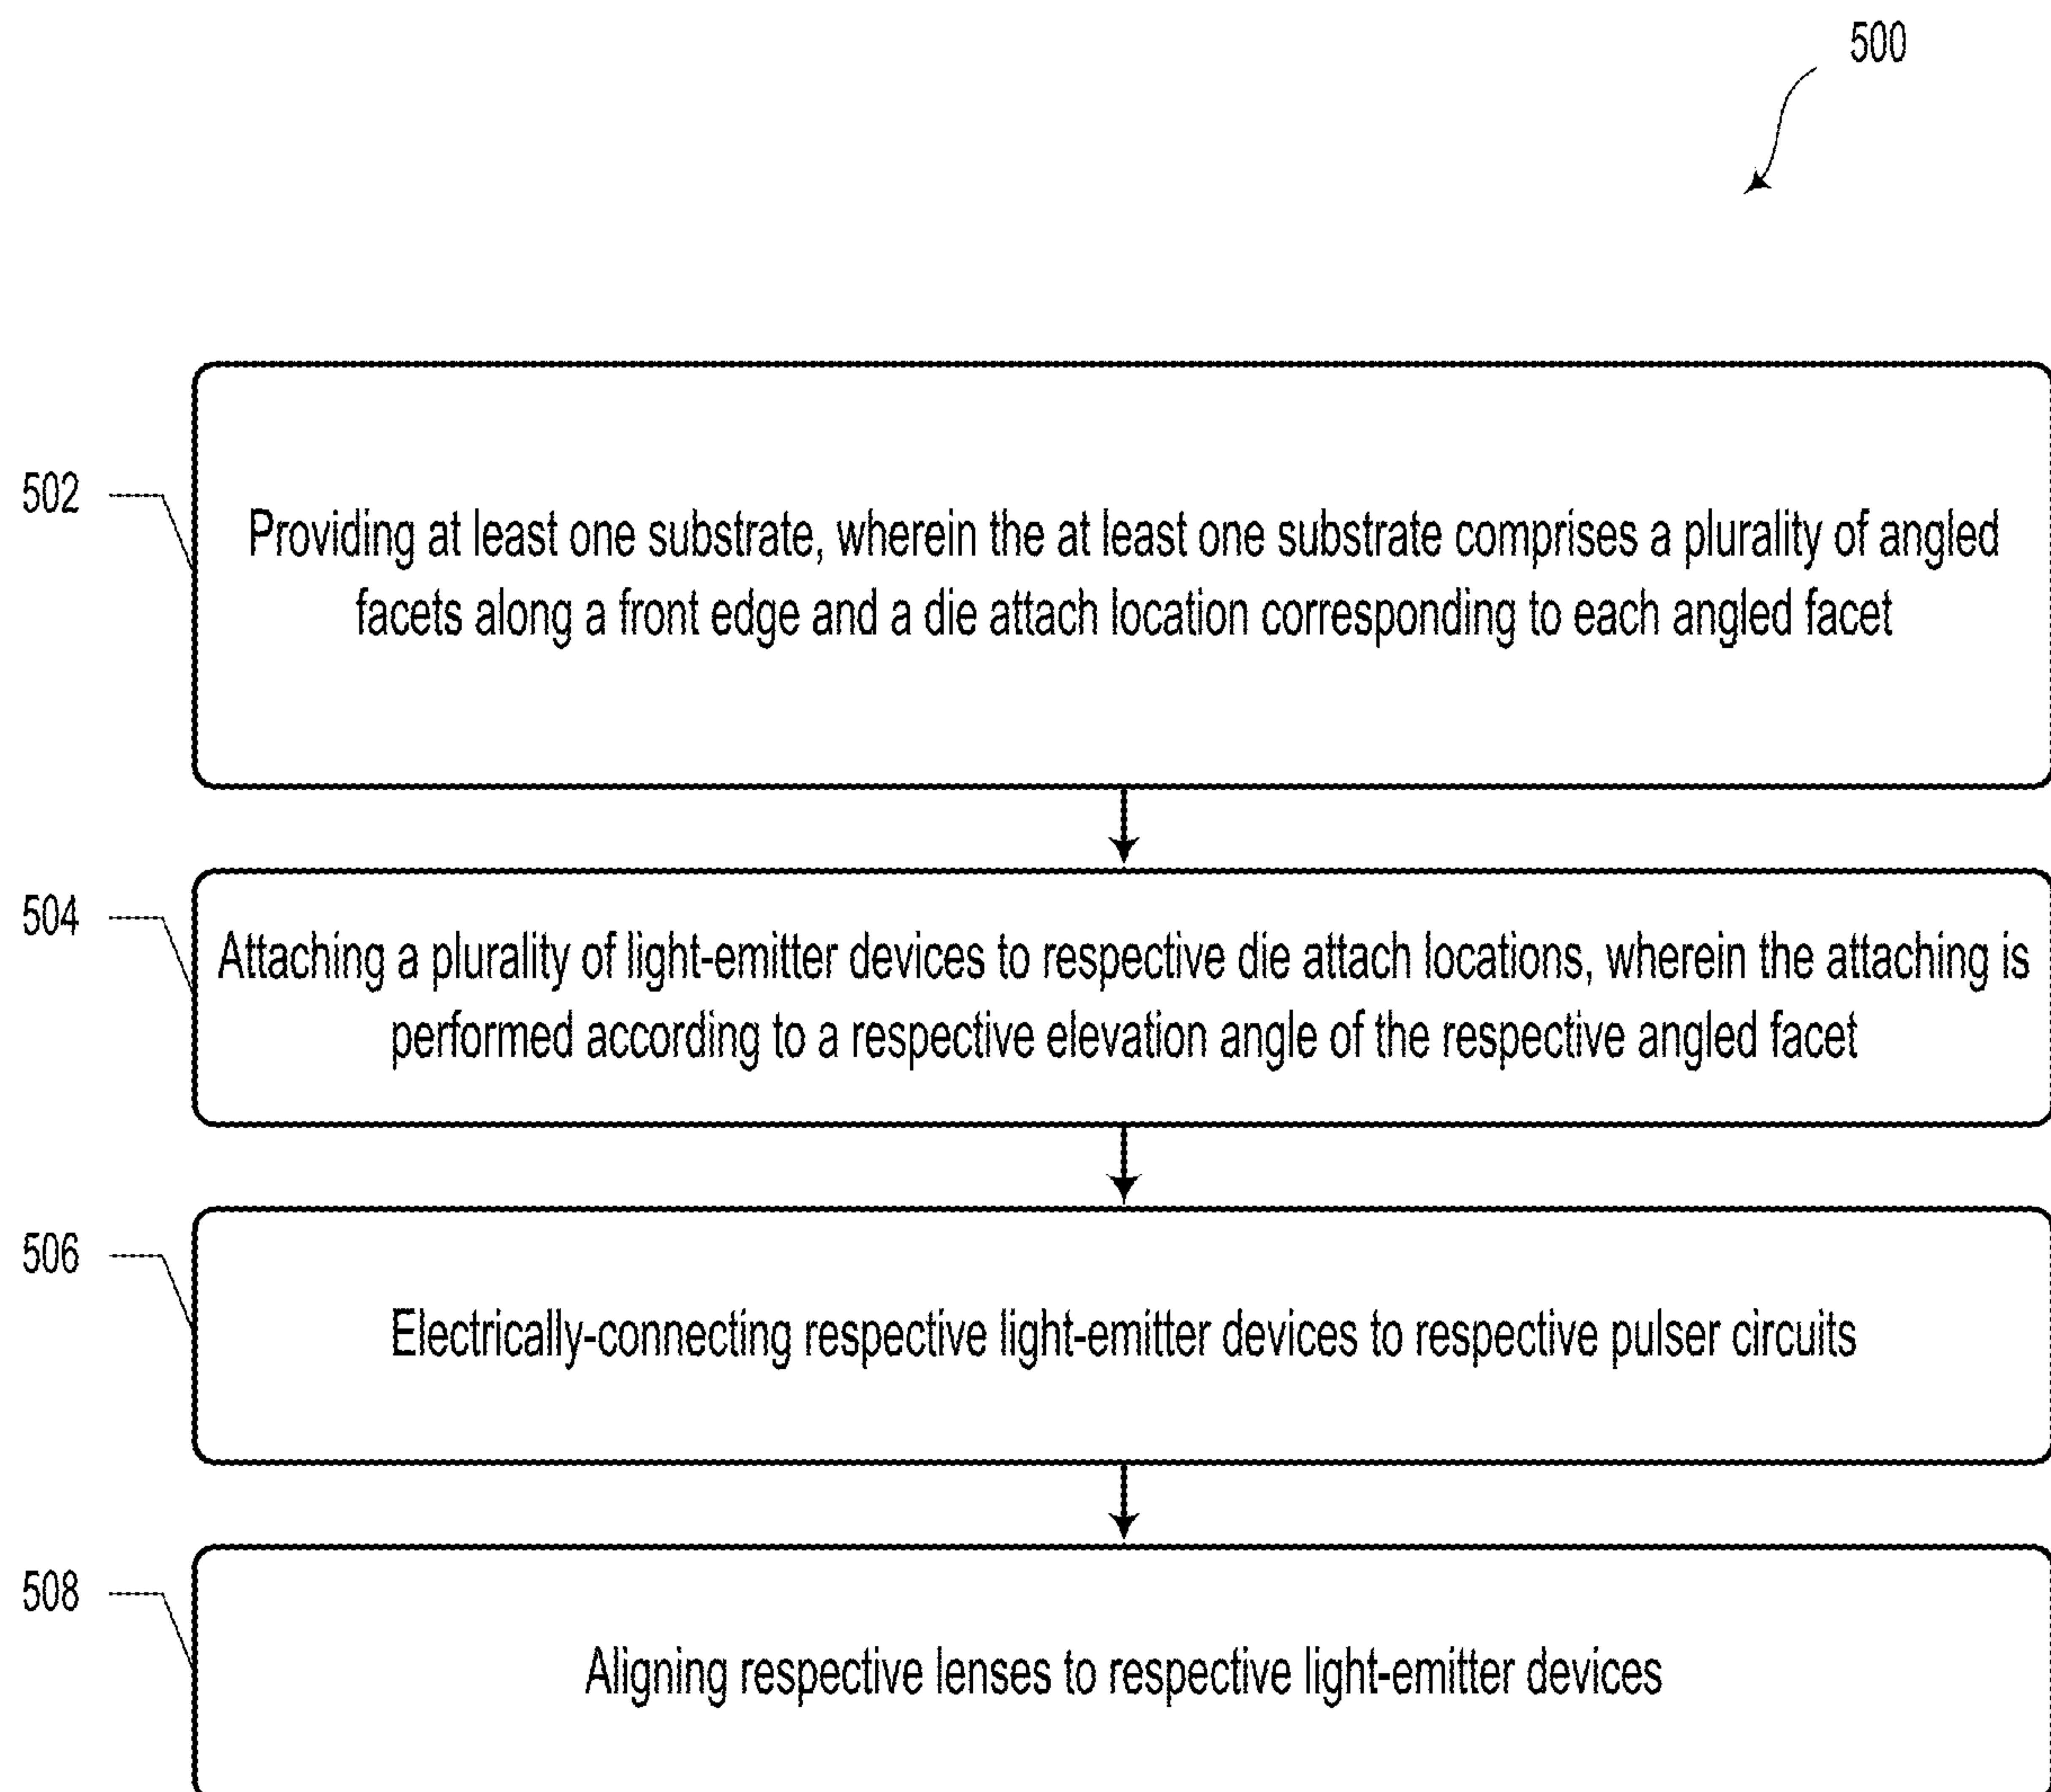 500
502
Providing at least one substrate, wherein the at least one substrate comprises a plurality of angled
facets along a front edge and a die attach location corresponding to each angled facet
504
Attaching a plurality of light-emitter devices to respective die attach locations, wherein the attaching is
performed according to a respective elevation angle of the respective angled facet
506
Electrically-connecting respective light-emitter devices to respective pulser circuits
508
Aligning respective lenses to respective light-emitter devices